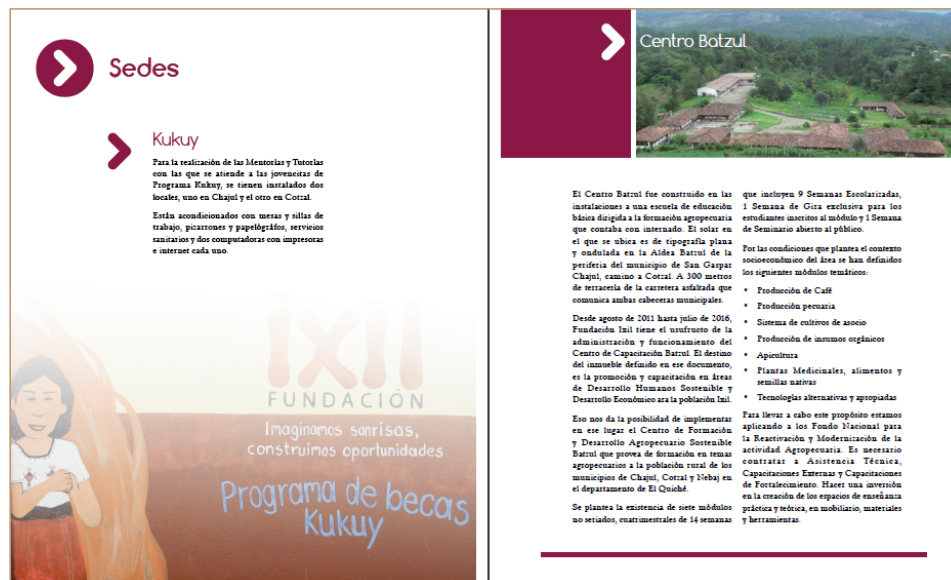 Sedes
Kukuy
Para la realización de las Mentorías y Tutorías
con las que se atiende a las jovencitas de
Programa Kukuy, se tienen instalados dos
locales, uno en Chajul y el otro en Cotzal.
Están acondicionados con mesas y sillas de
trabajo, pizarrones y papelógráfos, servicios
sanitarios y dos computadoras con impresoras
e internet cada uno.
Ixil
FUNDACIÓN
Imaginamos sonrisas,
construimos oportunidades
Programa de becas
Kukuy
Centro Batzul
El Centro Batzul fue construido en las
instalaciones a una escuela de educación
básica dirigida a la formación agropecuaria
que contaba con internado. El solar en
el que se ubica es de tipografía plana
y ondulada en la Aldea Batzul de la
periferia del municipio de San Gaspar
Chajul, camino a Cotzal. A 300 metros
de terracería de la carretera asfaltada que
comunica ambas cabeceras municipales.
Desde agosto de 2011 hasta julio de 2016,
Fundación Ixil tiene el usufructo de la
administración y funcionamiento del
Centro de Capacitación Batzul. El destino
del inmueble definido en ese documento,
es la promoción y capacitación en áreas
de Desarrollo Humanos Sostenible y
Desarrollo Económico ara la población Ixil.
Eso nos da la posibilidad de implementar
en ese lugar el Centro de Formación
y Desarrollo Agropecuario Sostenible
Batzul que provea de formación en temas
agropecuarios a la población rural de los
municipios de Chajul, Cotzal y Nebaj en
el departamento de El Quiché.
Se plantea la existencia de siete módulos
no seriados, cuatrimestrales de 14 semanas
que incluyen 9 Semanas Escolarizadas,
1 Semana de Gira exclusiva para los
estudiantes inscritos al módulo y 1 Semana
de Seminario abierto al público.
Por las condiciones que plantea el contexto
socioeconómico del área se han definidos
los siguientes módulos temáticos:
• Producción de Café
• Producción pecuaria
• Sistema de cultivos de asocio
• Producción de insumos orgánicos
• Apicultura
• Plantas Medicinales, alimentos y
semillas nativas
• Tecnologías alternativas y apropiadas
Para llevar a cabo este propósito estamos
aplicando a los Fondo Nacional para
la Reactivación y Modernización de la
actividad Agropecuaria. Es necesario
contratar a Asistencia Técnica,
Capacitaciones Externas y Capacitaciones
de Fortalecimiento. Hacer una inversión
en la creación de los espacios de enseñanza
práctica y teórica, en mobiliario, materiales
y herramientas.